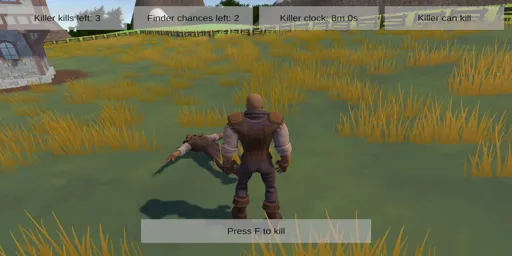 Killer kills left: 3
Finder chances left: 2
Killer clock: 8m 0s
Killer can kill
Press F to kill